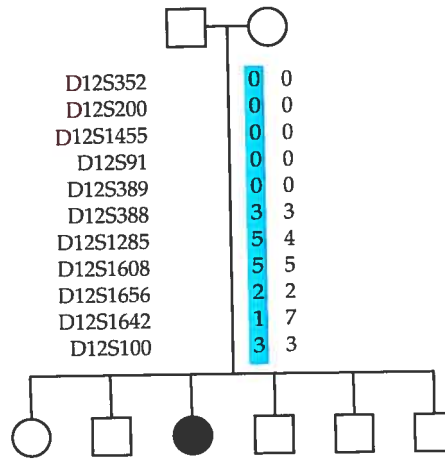 D12S352 0 0
D12S200 0 0
D12S1455 0 0
D12S91 0 0
D12S389 0 0
D12S388 3 3
D12S1285 5 4
D12S1608 5 5
D12S1656 2 2
D12S1642 1 7
D12S100 3 3